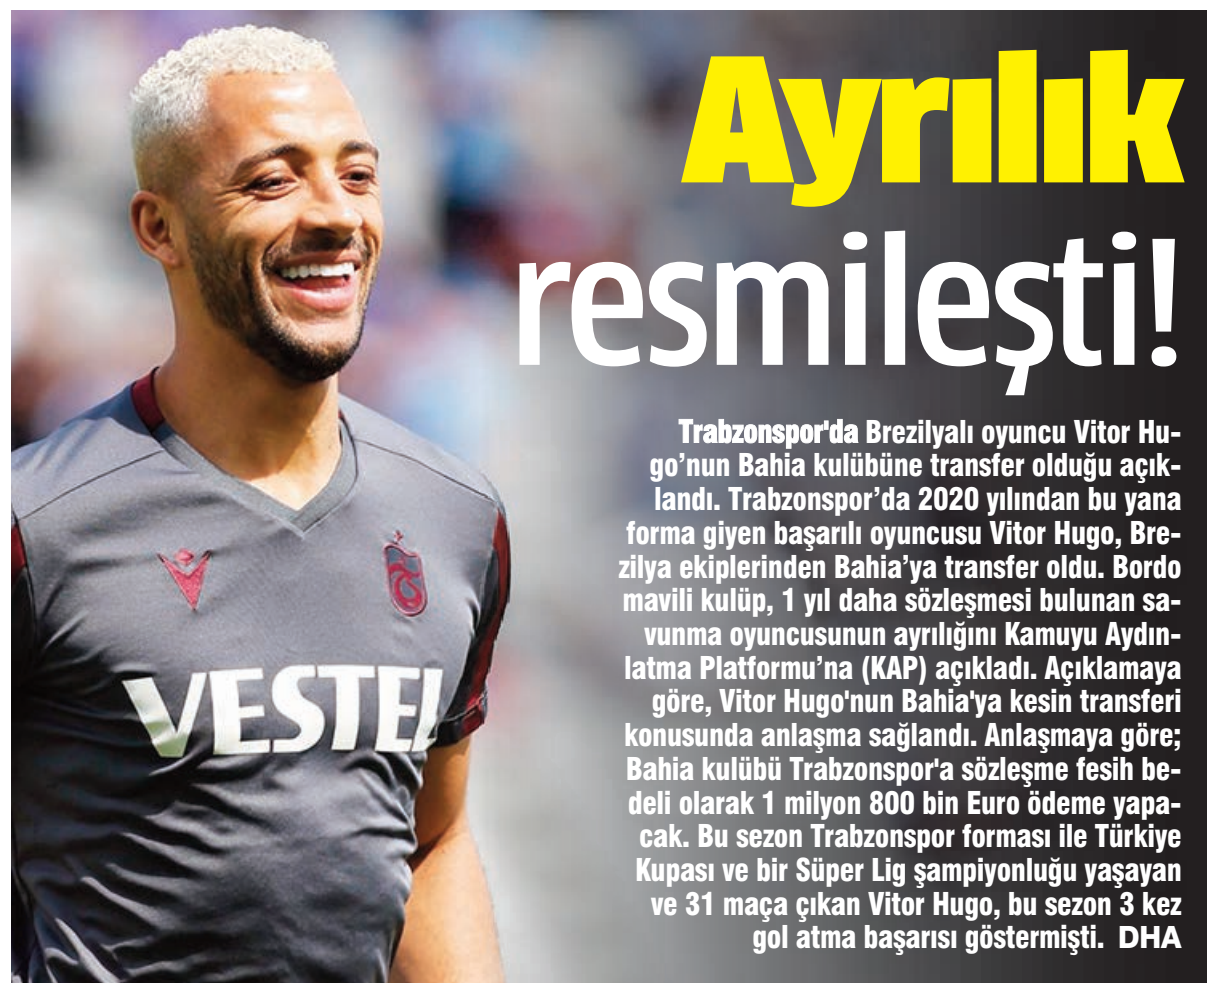 Ayrılık
resmileşti!
Trabzonspor'da Brezilyalı oyuncu Vitor Hu-
go’nun Bahia kulübüne transfer olduğu açık-
landı. Trabzonspor’da 2020 yılından bu yana
forma giyen başarılı oyuncusu Vitor Hugo, Bre-
zilya ekiplerinden Bahia’ya transfer oldu. Bordo
mavili kulüp, 1 yıl daha sözleşmesi bulunan sa-
vunma oyuncusunun ayrılığını Kamuyu Aydın-
latma Platformu’na (KAP) açıkladı. Açıklamaya
göre, Vitor Hugo'nun Bahia'ya kesin transferi
konusunda anlaşma sağlandı. Anlaşmaya göre;
Bahia kulübü Trabzonspor'a sözleşme fesih be-
deli olarak 1 milyon 800 bin Euro ödeme yapa-
cak. Bu sezon Trabzonspor forması ile Türkiye
Kupası ve bir Süper Lig şampiyonluğu yaşayan
ve 31 maça çıkan Vitor Hugo, bu sezon 3 kez
gol atma başarısı göstermişti. DHA
VESTEL